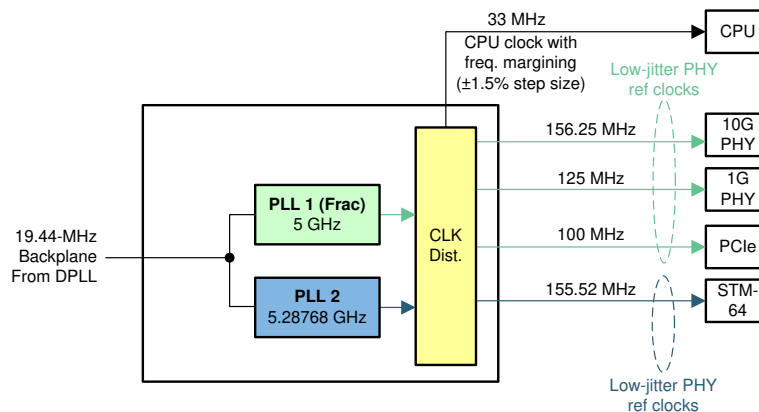 33 MHz
CPU clock with
freq. margining
(±1.5% step size)
CPU
Low-jitter PHY
ref clocks
156.25 MHz
10G
PHY
125 MHz
1G
PHY
PLL 1 (Frac)
5 GHz
CLK
Dist.
100 MHz
PCIe
19.44-MHz
Backplane
From DPLL
PLL 2
5.28768 GHz
155.52 MHz
STM-
64
Low-jitter PHY
ref clocks